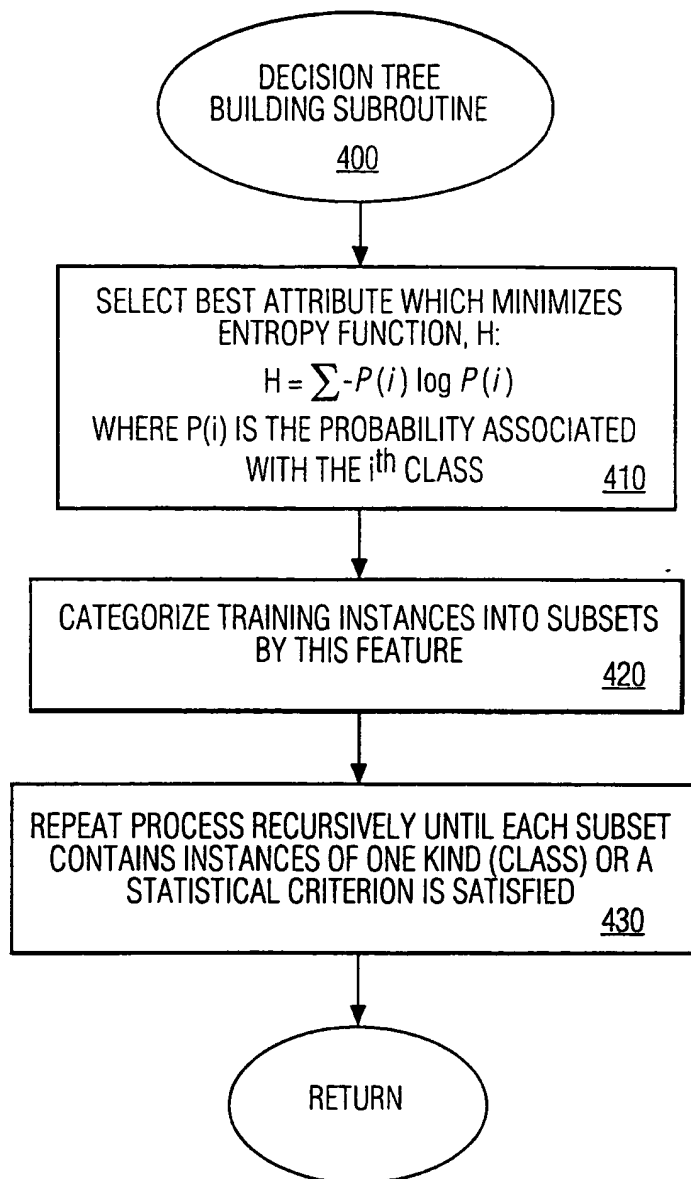 DECISION TREE
BUILDING SUBROUTINE
400
SELECT BEST ATTRIBUTE WHICH MINIMIZES
ENTROPY FUNCTION, H:
H = ∑ -P(i) log P(i)
WHERE P(i) IS THE PROBABILITY ASSOCIATED
WITH THE iᵗʰ CLASS
410
CATEGORIZE TRAINING INSTANCES INTO SUBSETS
BY THIS FEATURE
420
REPEAT PROCESS RECURSIVELY UNTIL EACH SUBSET
CONTAINS INSTANCES OF ONE KIND (CLASS) OR A
STATISTICAL CRITERION IS SATISFIED
430
RETURN